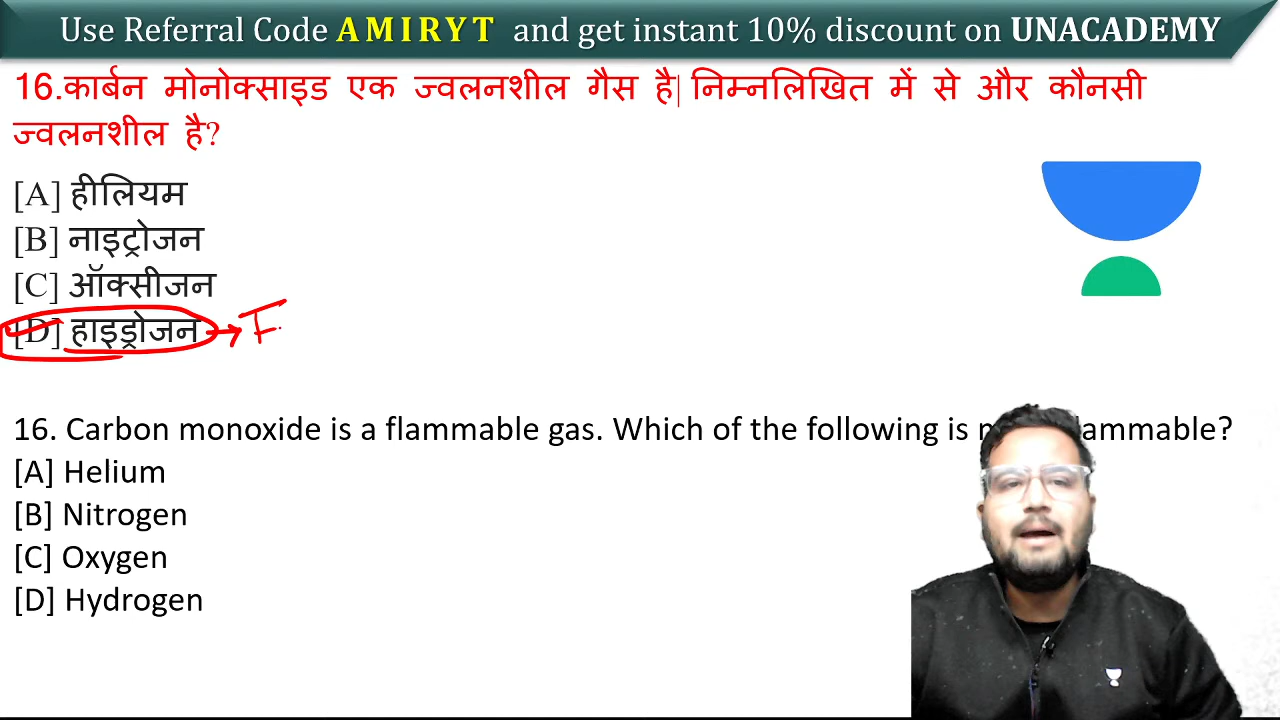 Use Referral Code AMIRYT and get instant 10% discount on UNACADEMY
16.कार्बन मोनोक्साइड एक ज्वलनशील गैस है| निम्नलिखित में से और कौनसी
ज्वलनशील है?
[A] हीलियम
[B] नाइट्रोजन
[C] ऑक्सीजन
[D] हाइड्रोजन → F
16. Carbon monoxide is a flammable gas. Which of the following is flammable?
[A] Helium
[B] Nitrogen
[C] Oxygen
[D] Hydrogen